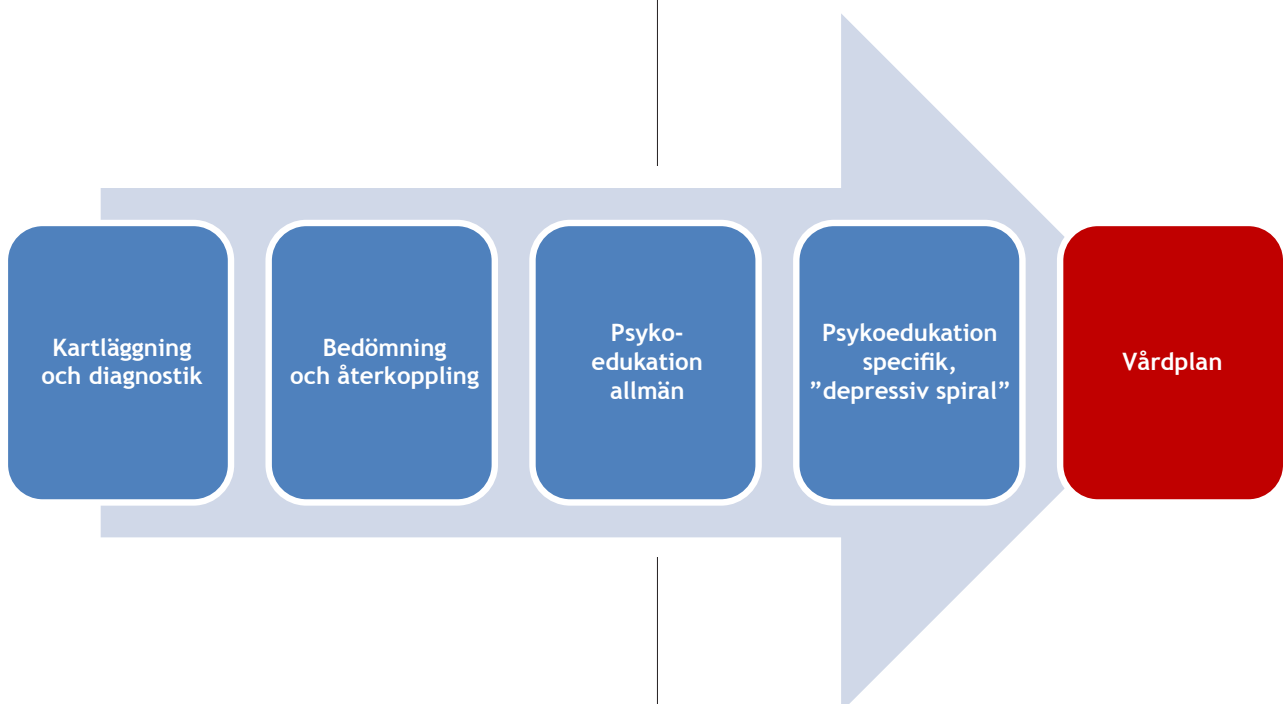 Kartläggning
och diagnostik
Bedömning
och återkoppling
Psyko-
edukation
allmän
Psykoedukation
specifik,
”depressiv spiral”
Vårdplan